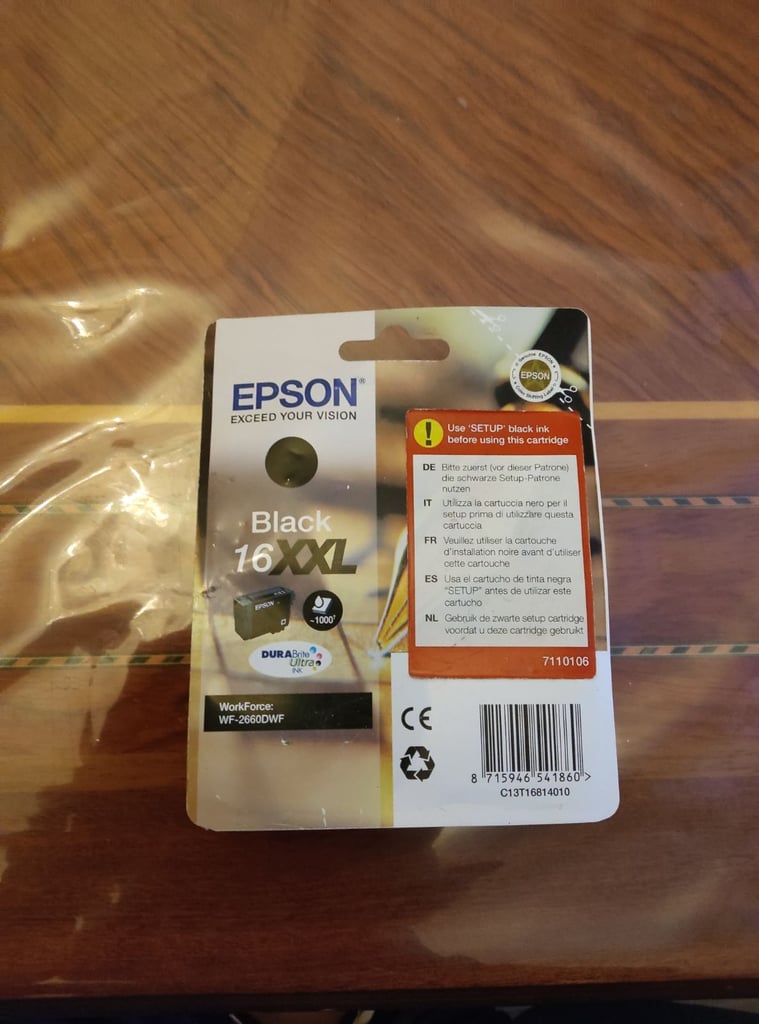 EPSON®
EXCEED YOUR VISION
Black
16XXL
EPSON
~1000
DURABrite
Ultra
INK
WorkForce:
WF-2660DWF
Genuine EPSON
EPSON
Use 'SETUP' black ink
before using this cartridge
DE Bitte zuerst (vor dieser Patrone)
die schwarze Setup-Patrone
nutzen
IT Utilizza la cartuccia nero per il
setup prima di utilizzare questa
cartuccia
FR Veuillez utiliser la cartouche
d'installation noire avant d'utiliser
cette cartouche
ES Usa el cartucho de tinta negra
"SETUP" antes de utilizar este
cartucho
NL Gebruik de zwarte setup cartridge
voordat u deze cartridge gebruikt
7110106
CE
8 715946 541860 >
C13T16814010